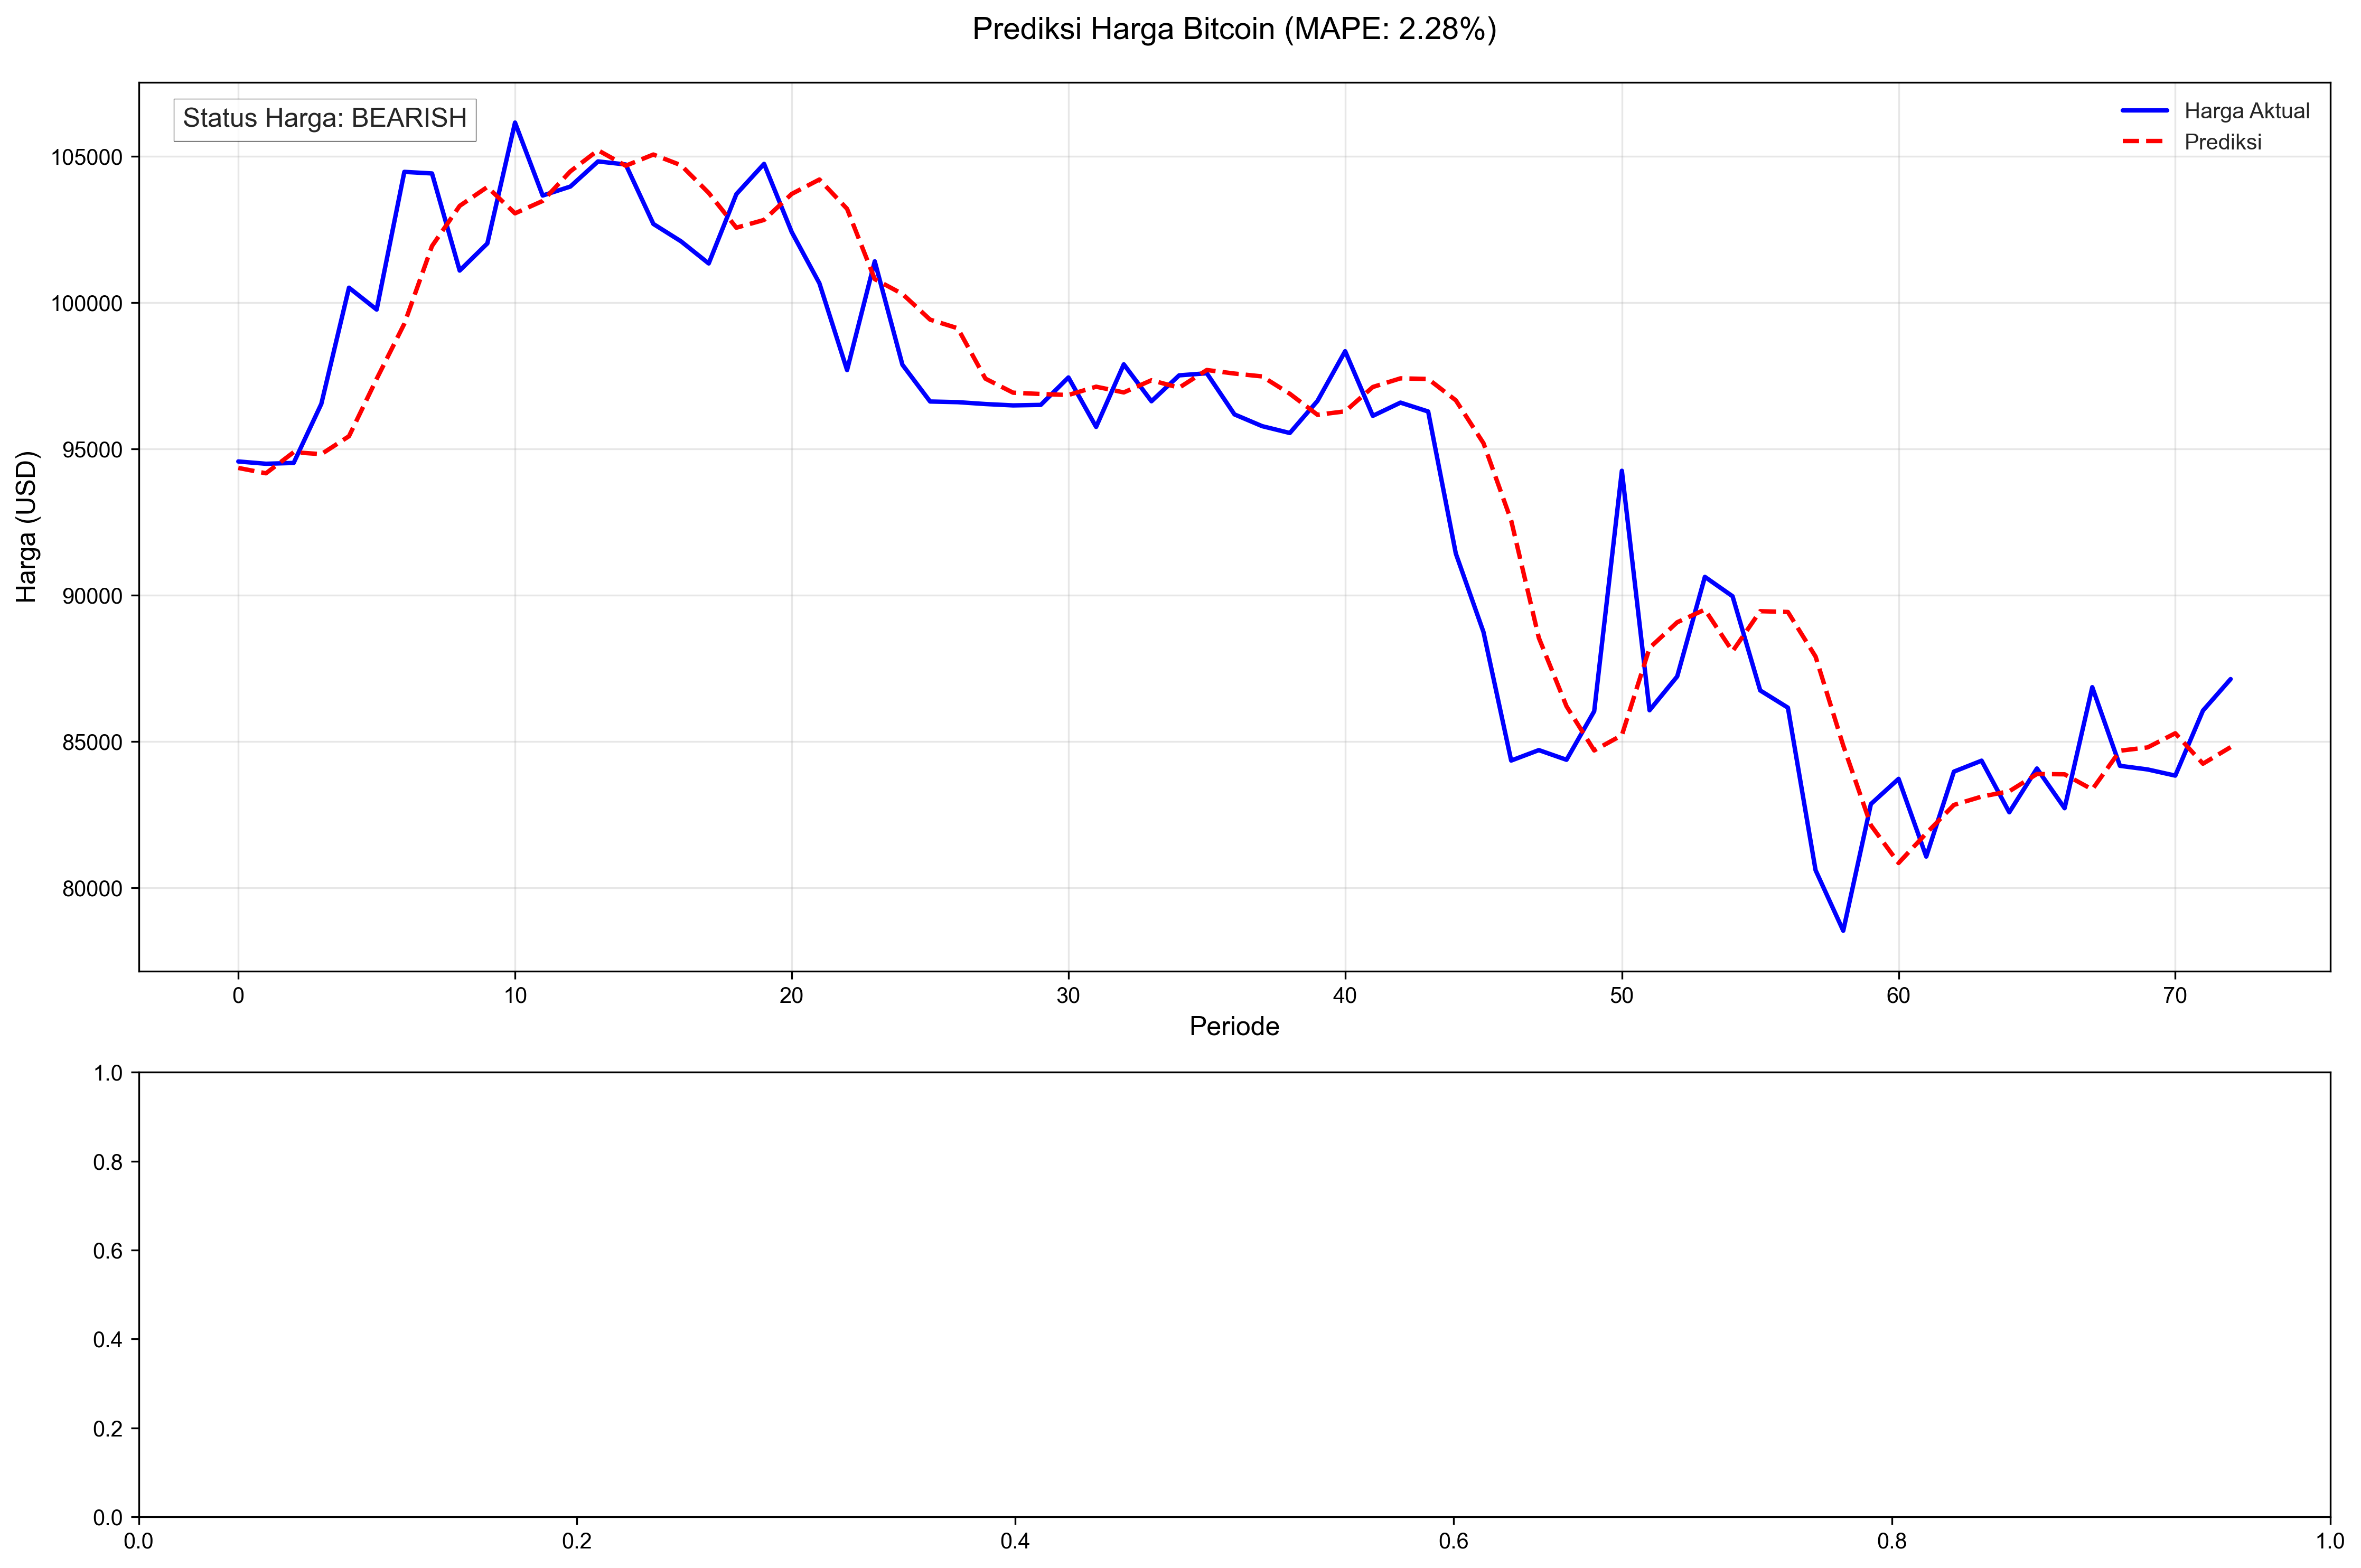 Prediksi Harga Bitcoin (MAPE: 2.28%)
Status Harga: BEARISH
Harga Aktual
Prediksi
Harga (USD)
105000
100000
95000
90000
85000
80000
0 10 20 30 40 50 60 70
Periode
1.0
0.8
0.6
0.4
0.2
0.0
0.0 0.2 0.4 0.6 0.8 1.0